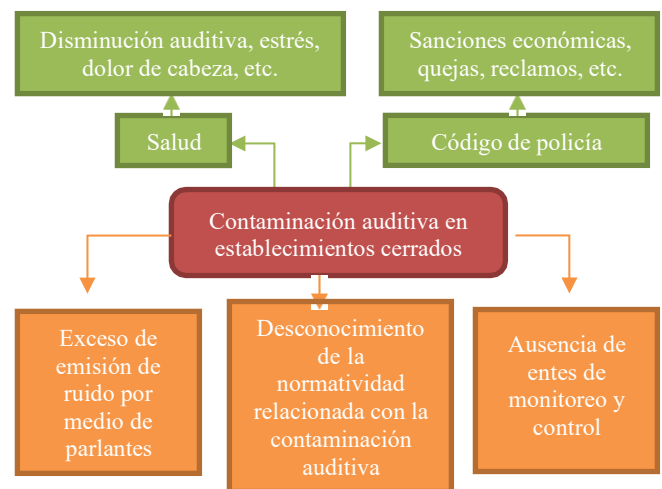 Disminución auditiva, estrés,
dolor de cabeza, etc.
Sanciones económicas,
quejas, reclamos, etc.
Salud
Código de policía
Contaminación auditiva en
establecimientos cerrados
Exceso de
emisión de
ruido por
medio de
parlantes
Desconocimiento
de la
normatividad
relacionada con la
contaminación
auditiva
Ausencia de
entes de
monitoreo y
control